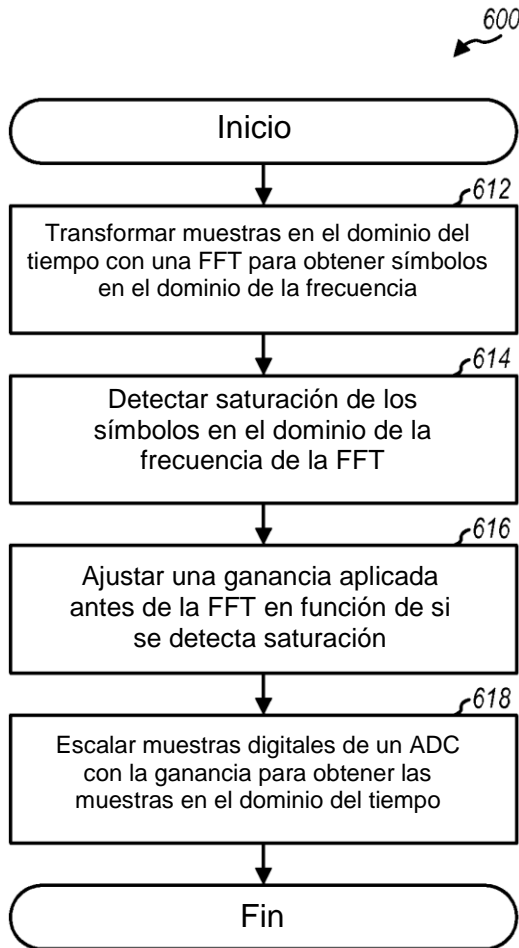 600
Inicio
612
Transformar muestras en el dominio del
tiempo con una FFT para obtener símbolos
en el dominio de la frecuencia
614
Detectar saturación de los
símbolos en el dominio de la
frecuencia de la FFT
616
Ajustar una ganancia aplicada
antes de la FFT en función de si
se detecta saturación
618
Escalar muestras digitales de un ADC
con la ganancia para obtener las
muestras en el dominio del tiempo
Fin